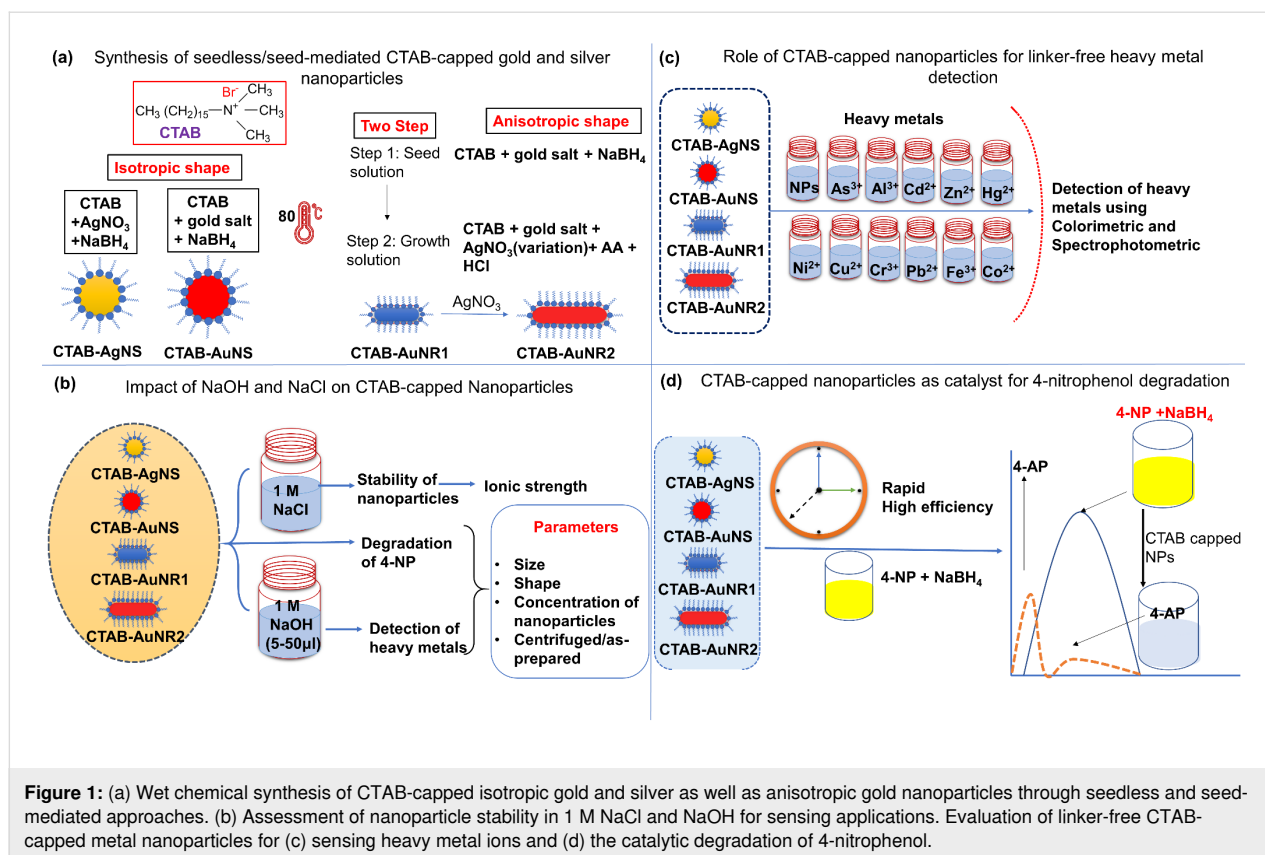 (a) Synthesis of seedless/seed-mediated CTAB-capped gold and silver
nanoparticles
Br⁻
CH₃
CH₃ (CH₂)₁₅—N⁺—CH₃
CH₃
CTAB
Isotropic shape
CTAB
+AgNO₃
+NaBH₄
CTAB
+ gold salt
+ NaBH₄
80 °C
CTAB-AgNS
CTAB-AuNS
Two Step
Anisotropic shape
Step 1: Seed
solution
CTAB + gold salt + NaBH₄
Step 2: Growth
solution
CTAB + gold salt +
AgNO₃(variation)+ AA +
HCl
AgNO₃
CTAB-AuNR1
CTAB-AuNR2
(c) Role of CTAB-capped nanoparticles for linker-free heavy metal
detection
CTAB-AgNS
CTAB-AuNS
CTAB-AuNR1
CTAB-AuNR2
Heavy metals
NPs As³⁺ Al³⁺ Cd²⁺ Zn²⁺ Hg²⁺
Ni²⁺ Cu²⁺ Cr³⁺ Pb²⁺ Fe³⁺ Co²⁺
Detection of heavy
metals using
Colorimetric and
Spectrophotometric
(b) Impact of NaOH and NaCl on CTAB-capped Nanoparticles
CTAB-AgNS
CTAB-AuNS
CTAB-AuNR1
CTAB-AuNR2
1 M
NaCl
Stability of
nanoparticles
Ionic strength
Degradation
of 4-NP
1 M
NaOH
(5-50µl)
Detection of
heavy metals
Parameters
• Size
• Shape
• Concentration of
nanoparticles
• Centrifuged/as-
prepared
(d) CTAB-capped nanoparticles as catalyst for 4-nitrophenol degradation
CTAB-AgNS
CTAB-AuNS
CTAB-AuNR1
CTAB-AuNR2
Rapid
High efficiency
4-NP + NaBH₄
4-AP
4-NP +NaBH₄
CTAB capped
NPs
4-AP
Figure 1: (a) Wet chemical synthesis of CTAB-capped isotropic gold and silver as well as anisotropic gold nanoparticles through seedless and seed-
mediated approaches. (b) Assessment of nanoparticle stability in 1 M NaCl and NaOH for sensing applications. Evaluation of linker-free CTAB-
capped metal nanoparticles for (c) sensing heavy metal ions and (d) the catalytic degradation of 4-nitrophenol.